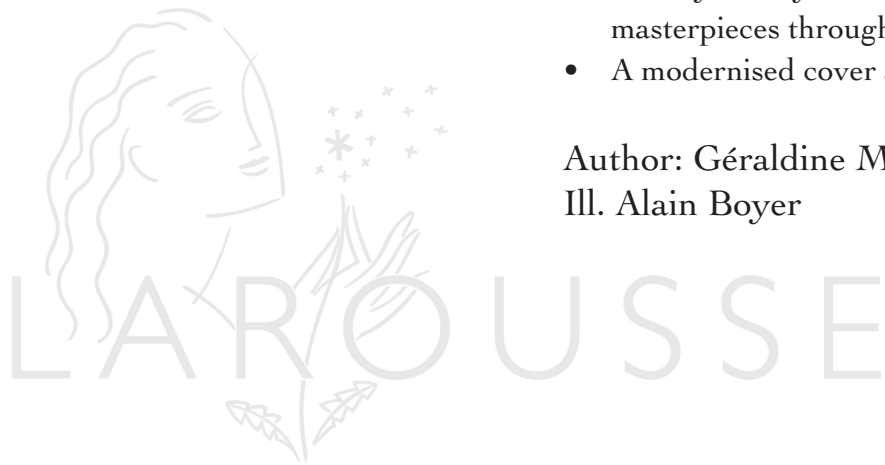 masterpieces through
• A modernised cover
Author: Géraldine M
Ill. Alain Boyer
LAROUSSE